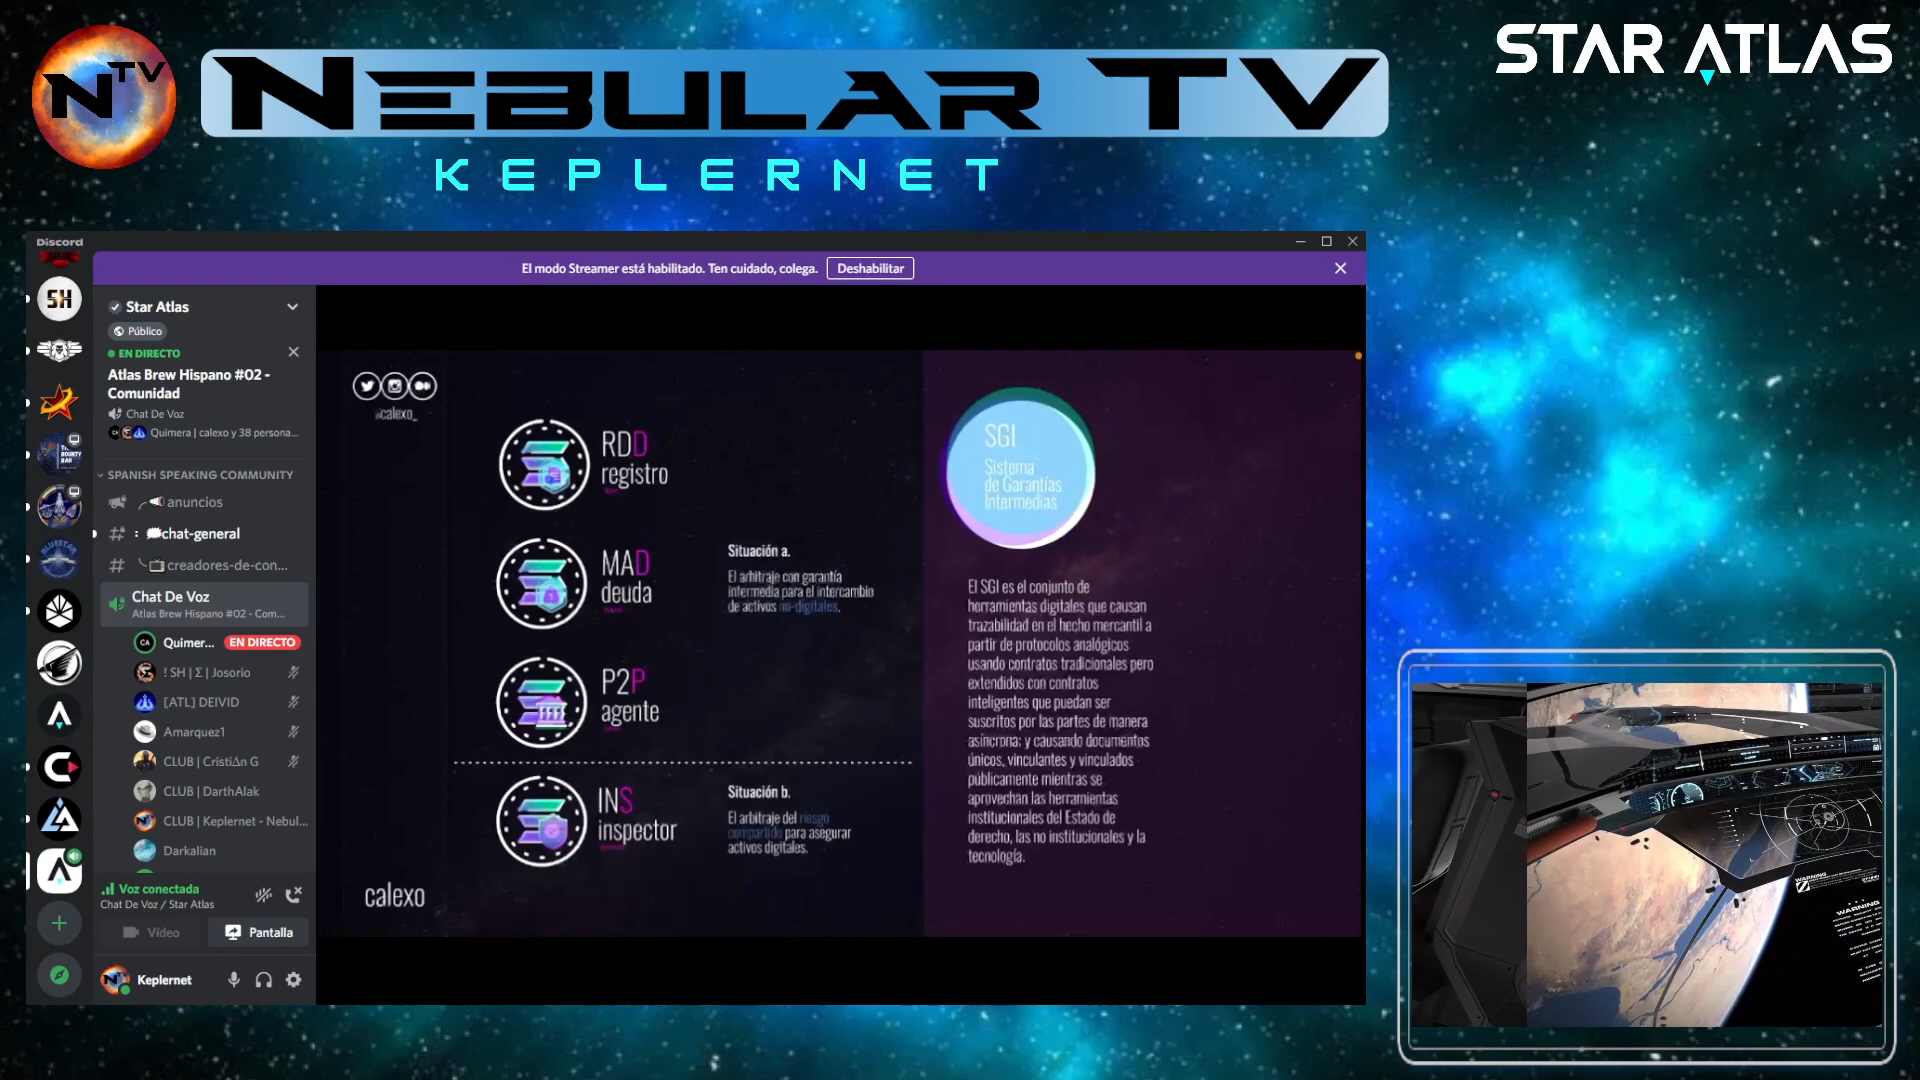 NTV
NEBULAR TV
KEPLERNET
STAR ATLAS
Discord
El modo Streamer está habilitado. Ten cuidado, colega.
Deshabilitar
SH
Star Atlas
Público
EN DIRECTO
Atlas Brew Hispano #02 -
Comunidad
Chat De Voz
Quimera | calexo y 38 persona...
SPANISH SPEAKING COMMUNITY
anuncios
chat-general
creadores-de-con...
Chat De Voz
Atlas Brew Hispano #02 - Com...
Quimer... EN DIRECTO
! SH | Σ | Josorio
[ATL] DEIVID
Amarquez1
CLUB | Cristi∆n G
CLUB | DarthAlak
CLUB | Keplernet - Nebul...
Darkalian
Voz conectada
Chat De Voz / Star Atlas
Vídeo
Pantalla
Keplernet
@calexo_
RDD
registro
MAD
deuda
P2P
agente
INS
inspector
Situación a.
El arbitraje con garantía
intermedia para el intercambio
de activos no-digitales.
Situación b.
El arbitraje del riesgo
compartido para asegurar
activos digitales.
calexo
SGI
Sistema
de Garantías
Intermedias
El SGI es el conjunto de
herramientas digitales que causan
trazabilidad en el hecho mercantil a
partir de protocolos analógicos
usando contratos tradicionales pero
extendidos con contratos
inteligentes que puedan ser
suscritos por las partes de manera
asíncrona; y causando documentos
únicos, vinculantes y vinculados
públicamente mientras se
aprovechan las herramientas
institucionales del Estado de
derecho, las no institucionales y la
tecnología.
WARNING
WARNING